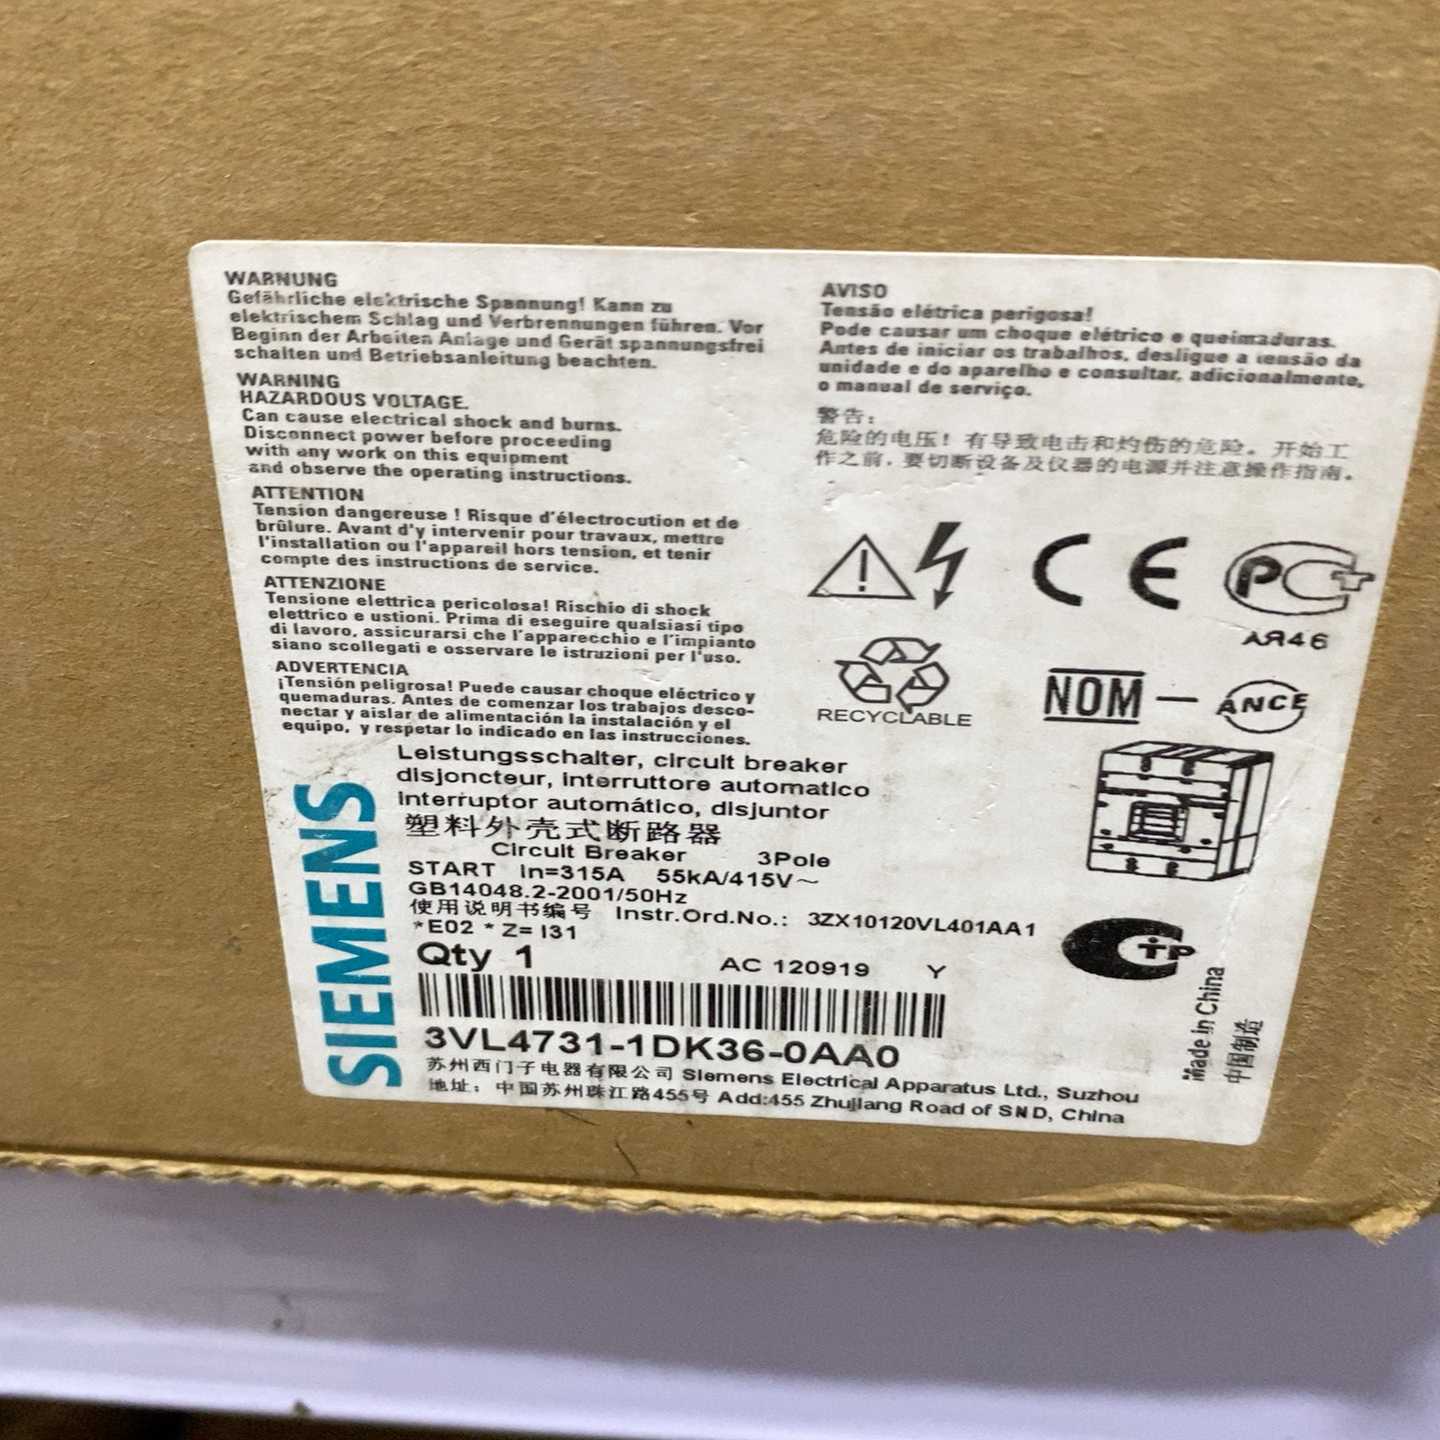 WARNUNG
Gefährliche elektrische Spannung! Kann zu
elektrischem Schlag und Verbrennungen führen. Vor
Beginn der Arbeiten Anlage und Gerät spannungsfrei
schalten und Betriebsanleitung beachten.
WARNING
HAZARDOUS VOLTAGE.
Can cause electrical shock and burns.
Disconnect power before proceeding
with any work on this equipment
and observe the operating instructions.
ATTENTION
Tension dangereuse ! Risque d'électrocution et de
brûlure. Avant d'y intervenir pour travaux, mettre
l'installation ou l'appareil hors tension, et tenir
compte des instructions de service.
ATTENZIONE
Tensione elettrica pericolosa! Rischio di shock
elettrico e ustioni. Prima di eseguire qualsiasi tipo
di lavoro, assicurarsi che l'apparecchio e l'impianto
siano scollegati e osservare le istruzioni per l'uso.
ADVERTENCIA
¡Tensión peligrosa! Puede causar choque eléctrico y
quemaduras. Antes de comenzar los trabajos desco-
nectar y aislar de alimentación la instalación y el
equipo, y respetar lo indicado en las instrucciones.
AVISO
Tensão elétrica perigosa!
Pode causar um choque elétrico e queimaduras.
Antes de iniciar os trabalhos, desligue a tensão da
unidade e do aparelho e consultar, adicionalmente,
o manual de serviço.
警告:
危险的电压! 有导致电击和灼伤的危险。开始工
作之前, 要切断设备及仪器的电源并注意操作指南。
CE
PC
АЯ46
RECYCLABLE
NOM - ANCE
SIEMENS
Leistungsschalter, circuit breaker
disjoncteur, interruttore automatico
interruptor automático, disjuntor
塑料外壳式断路器
Circuit Breaker 3Pole
START In=315A 55kA/415V~
GB14048.2-2001/50Hz
使用说明书编号 Instr.Ord.No.: 3ZX10120VL401AA1
*E02 * Z= I31
Qty 1 AC 120919 Y
3VL4731-1DK36-0AA0
苏州西门子电器有限公司 Siemens Electrical Apparatus Ltd., Suzhou
地址: 中国苏州珠江路455号 Add:455 Zhujiang Road of SND, China
CTP
Made in China
中国制造